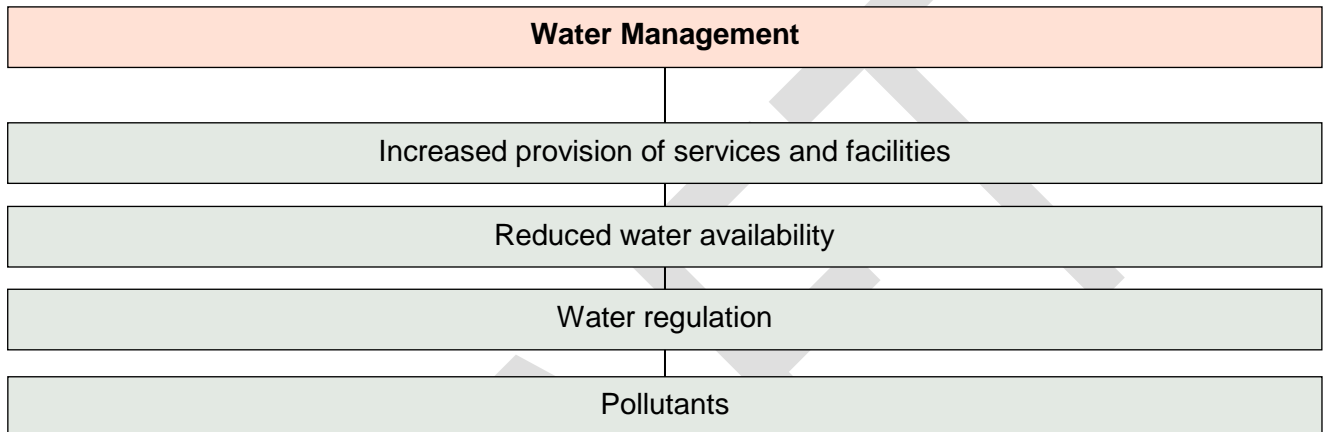 Water Management
Increased provision of services and facilities
Reduced water availability
Water regulation
Pollutants